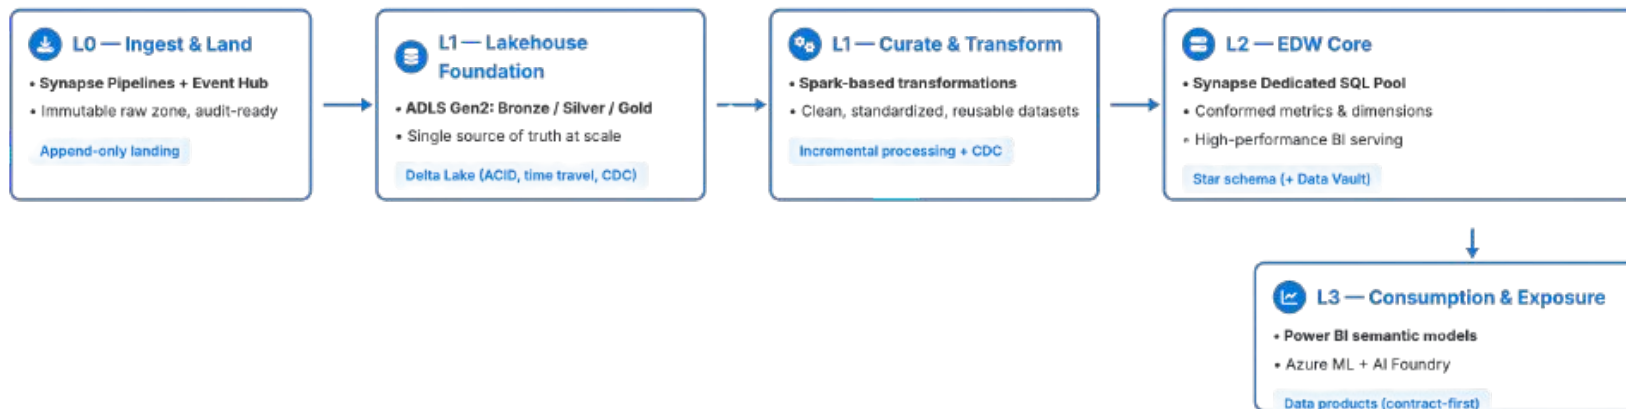 L0 — Ingest & Land
• Synapse Pipelines + Event Hub
• Immutable raw zone, audit-ready
Append-only landing
L1 — Lakehouse
Foundation
• ADLS Gen2: Bronze / Silver / Gold
• Single source of truth at scale
Delta Lake (ACID, time travel, CDC)
L1 — Curate & Transform
• Spark-based transformations
• Clean, standardized, reusable datasets
Incremental processing + CDC
L2 — EDW Core
• Synapse Dedicated SQL Pool
• Conformed metrics & dimensions
• High-performance BI serving
Star schema (+ Data Vault)
L3 — Consumption & Exposure
• Power BI semantic models
• Azure ML + AI Foundry
Data products (contract-first)